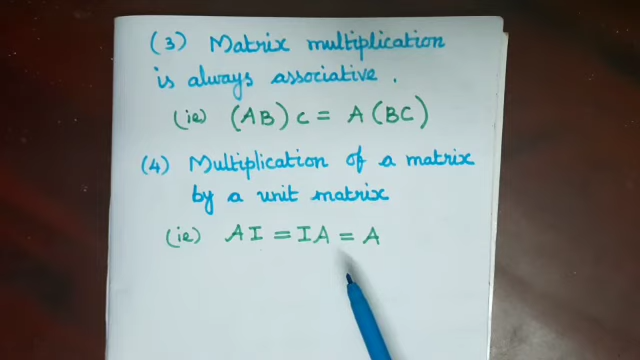 (3) Matrix multiplication
is always associative.
(ie) (AB)C = A(BC)
(4) Multiplication of a matrix
by a unit matrix
(ie) AI = IA = A